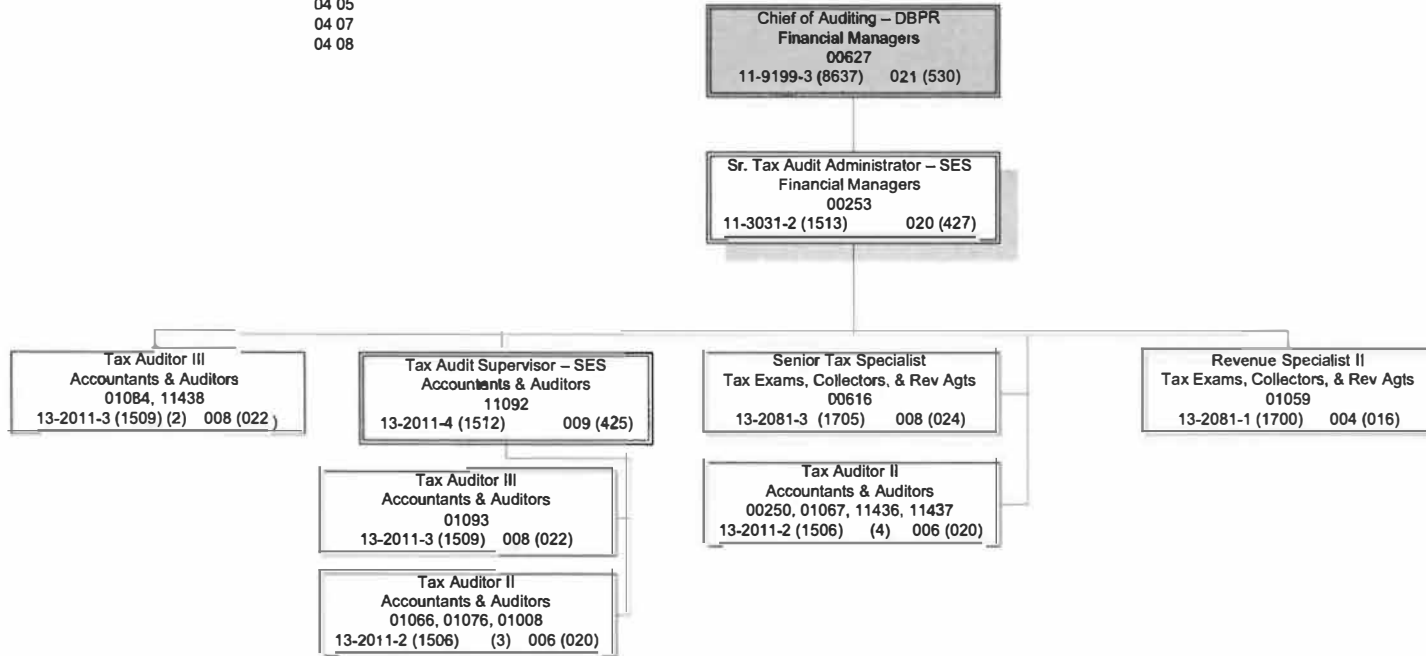 04 05
04 07
04 08
Chief of Auditing – DBPR
Financial Managers
00627
11-9199-3 (8637) 021 (530)
Sr. Tax Audit Administrator – SES
Financial Managers
00253
11-3031-2 (1513) 020 (427)
Tax Auditor III
Accountants & Auditors
01084, 11438
13-2011-3 (1509) (2) 008 (022)
Tax Audit Supervisor – SES
Accountants & Auditors
11092
13-2011-4 (1512) 009 (425)
Tax Auditor III
Accountants & Auditors
01093
13-2011-3 (1509) 008 (022)
Tax Auditor II
Accountants & Auditors
01066, 01076, 01008
13-2011-2 (1506) (3) 006 (020)
Senior Tax Specialist
Tax Exams, Collectors, & Rev Agts
00616
13-2081-3 (1705) 008 (024)
Tax Auditor II
Accountants & Auditors
00250, 01067, 11436, 11437
13-2011-2 (1506) (4) 006 (020)
Revenue Specialist II
Tax Exams, Collectors, & Rev Agts
01059
13-2081-1 (1700) 004 (016)